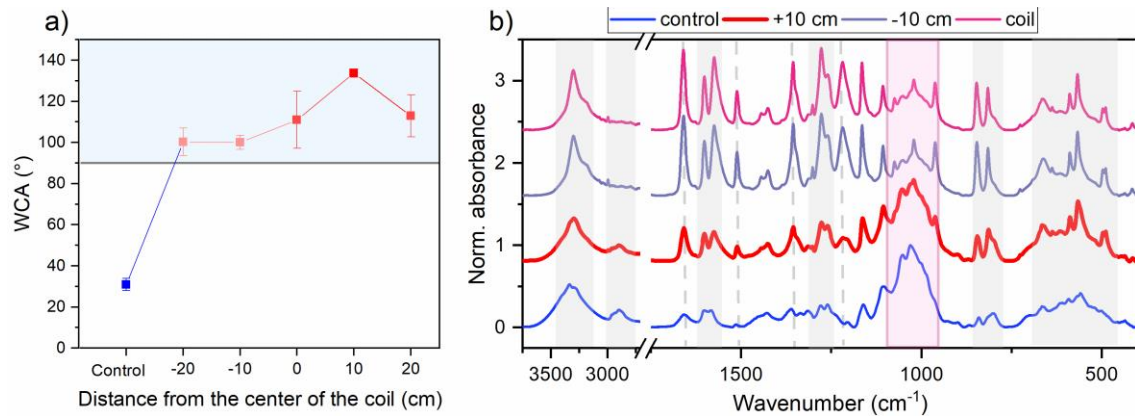 a)
WCA (°)
140
120
100
80
60
40
20
0
Control
-20
-10
0
10
20
Distance from the center of the coil (cm)
b)
control
+10 cm
-10 cm
coil
Norm. absorbance
3
2
1
0
3500
3000
1500
1000
500
Wavenumber (cm⁻¹)